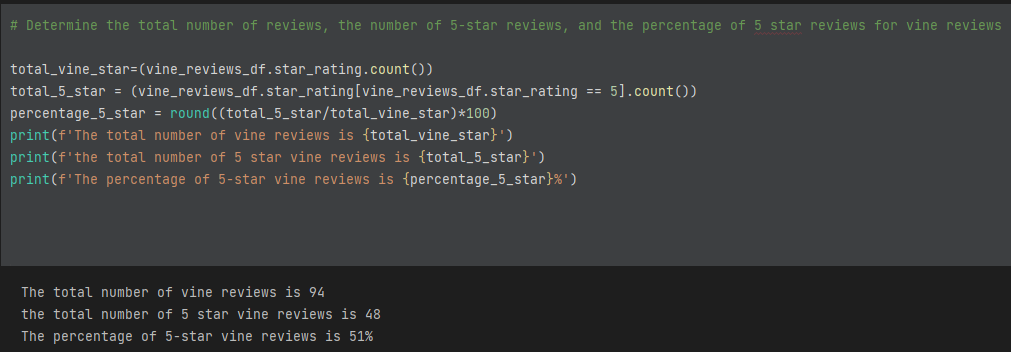 # Determine the total number of reviews, the number of 5-star reviews, and the percentage of 5 star reviews for vine reviews
total_vine_star=(vine_reviews_df.star_rating.count())
total_5_star = (vine_reviews_df.star_rating[vine_reviews_df.star_rating == 5].count())
percentage_5_star = round((total_5_star/total_vine_star)*100)
print(f'The total number of vine reviews is {total_vine_star}')
print(f'the total number of 5 star vine reviews is {total_5_star}')
print(f'The percentage of 5-star vine reviews is {percentage_5_star}%')
The total number of vine reviews is 94
the total number of 5 star vine reviews is 48
The percentage of 5-star vine reviews is 51%